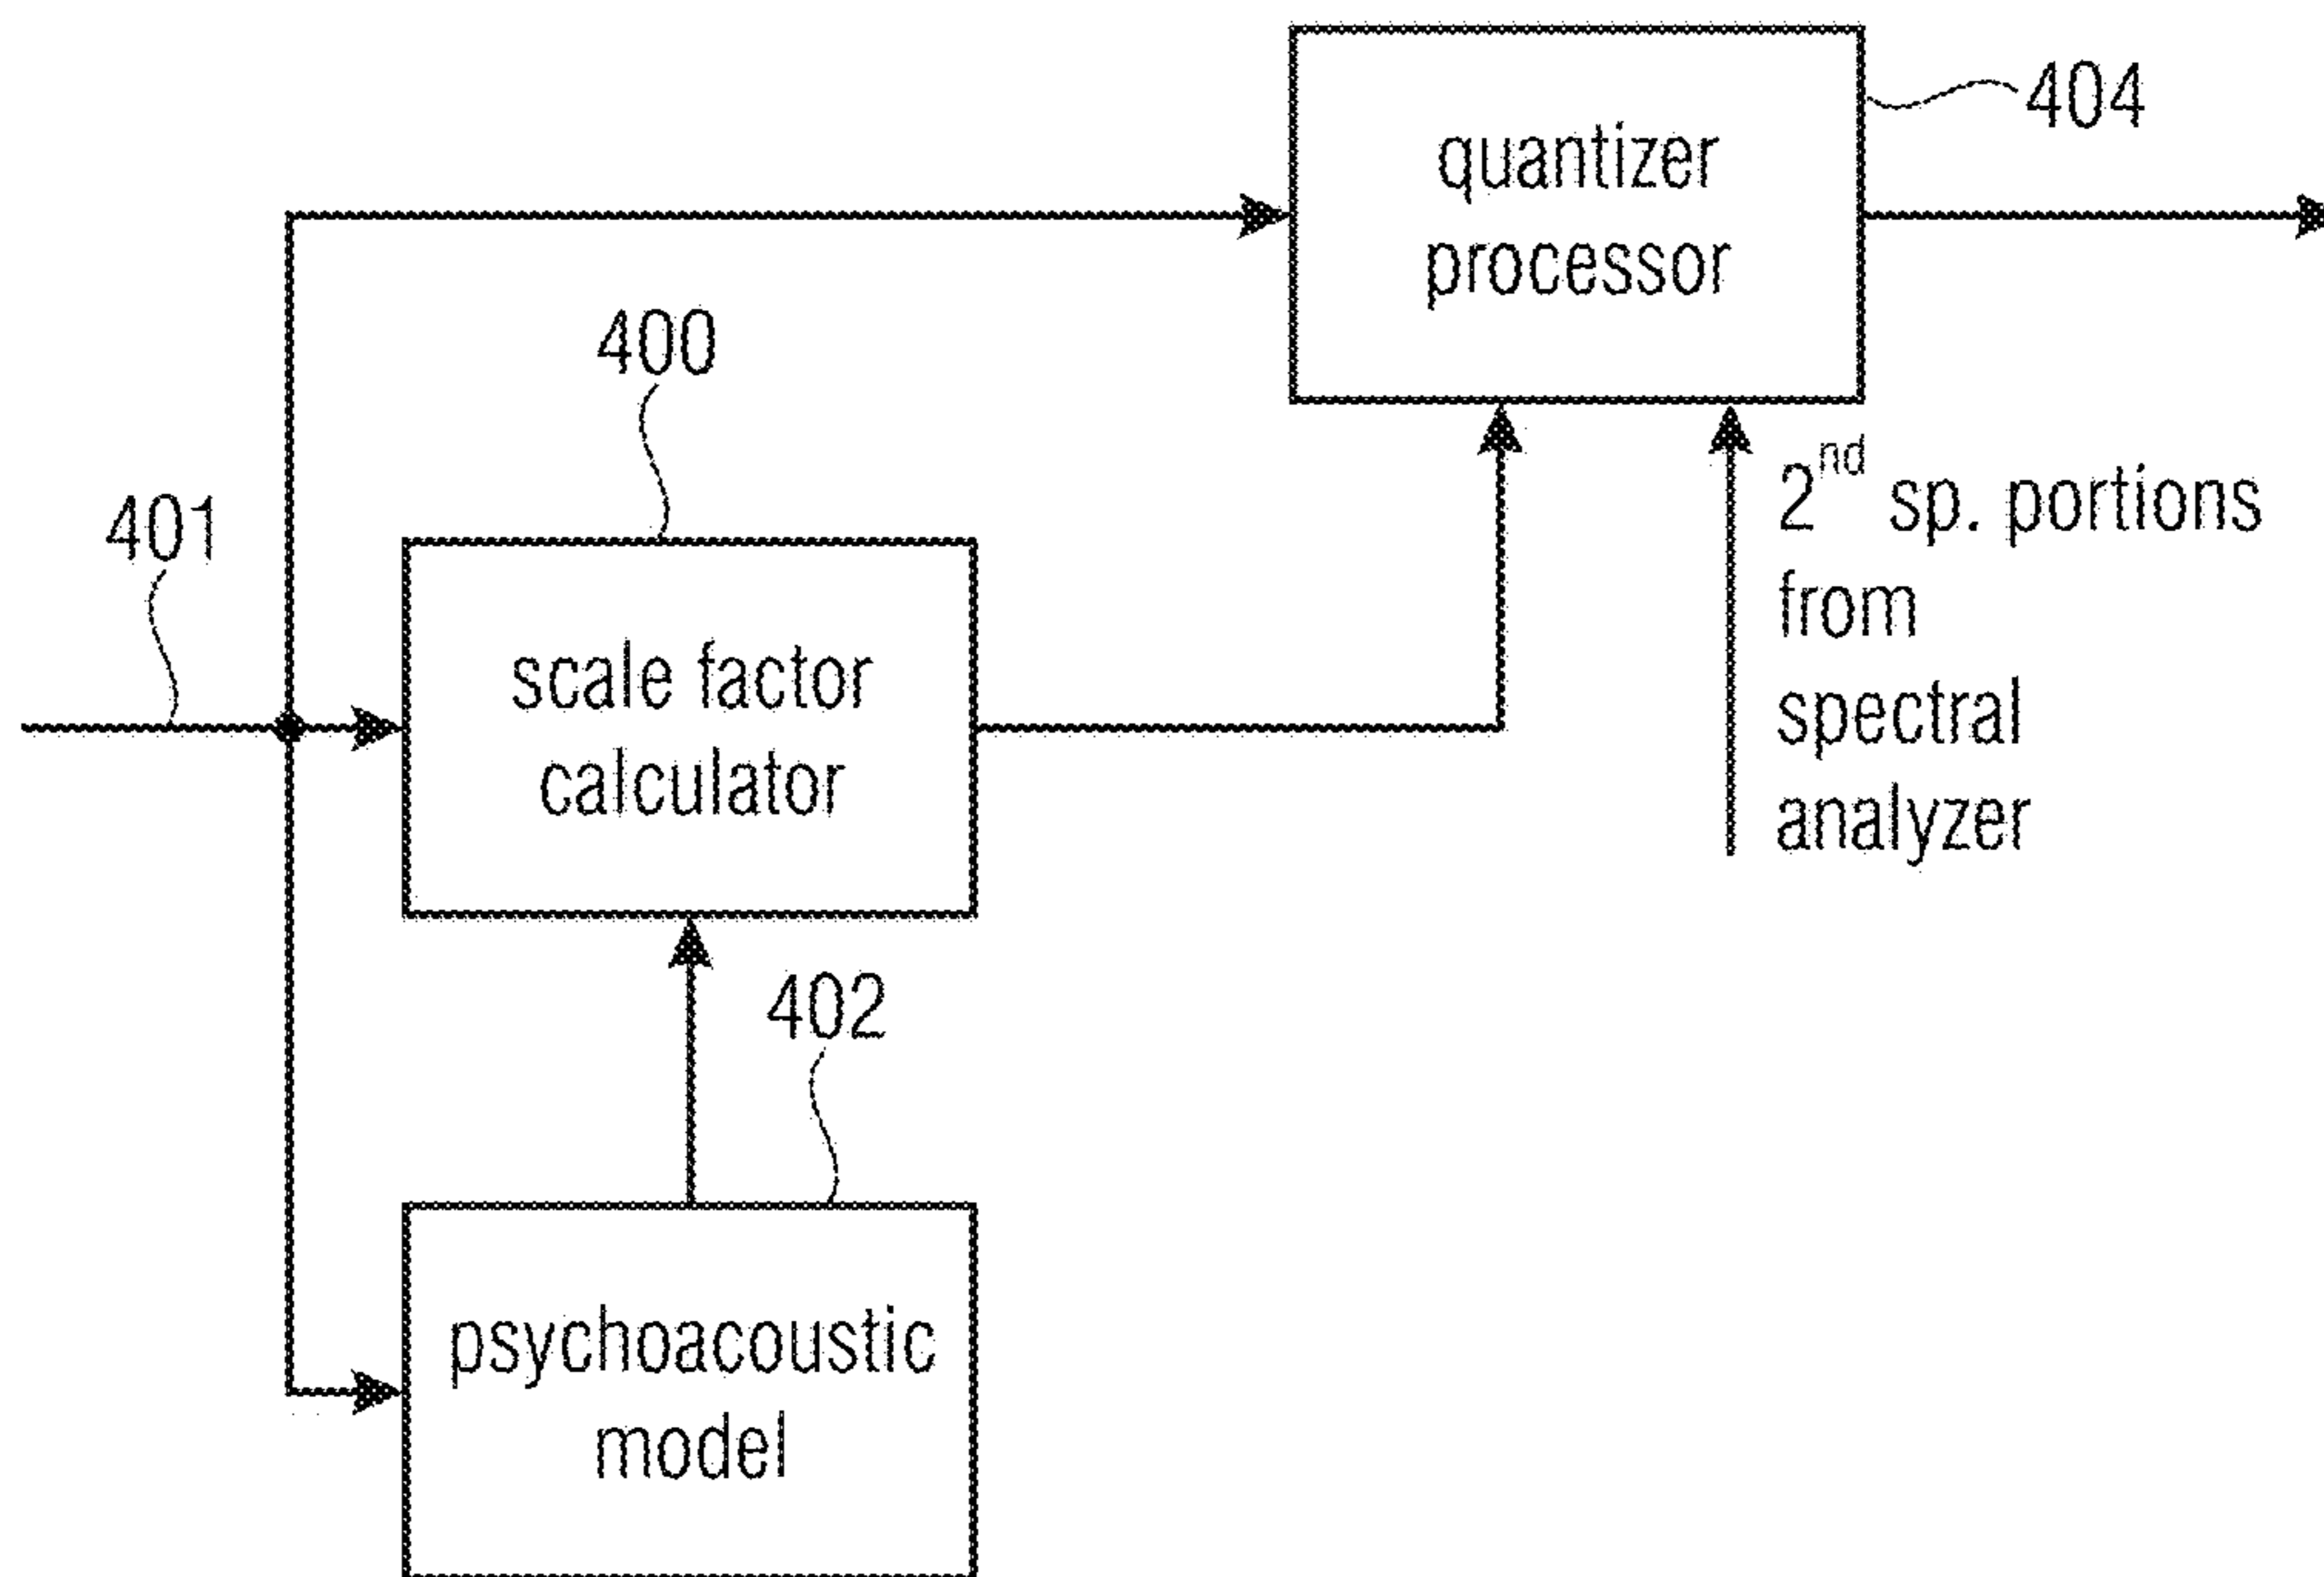 404
quantizer
processor
400
2nd sp. portions
from
spectral
analyzer
401
scale factor
calculator
402
psychoacoustic
model